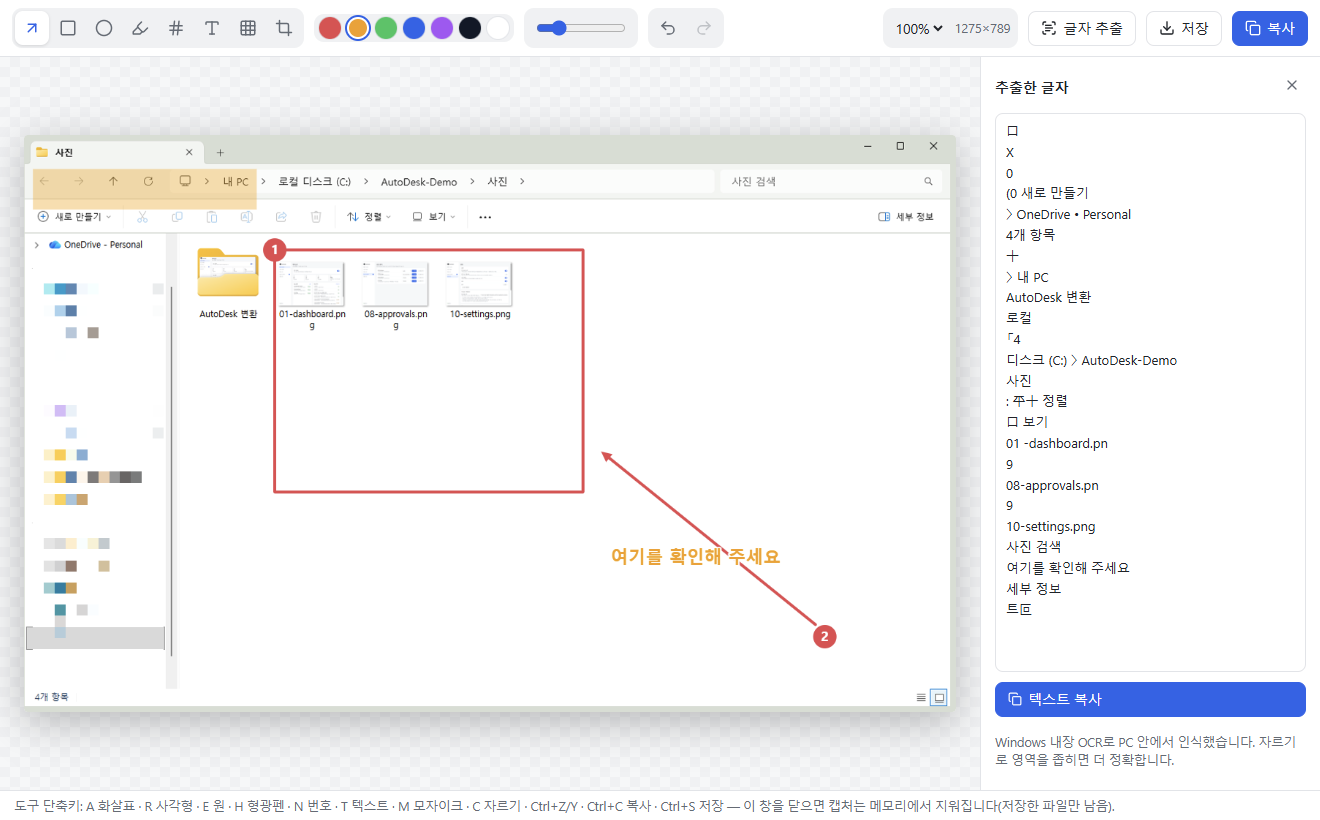 100%
1275×789
글자 추출
저장
복사
사진
내 PC
로컬 디스크 (C:)
AutoDesk-Demo
사진
사진 검색
새로 만들기
정렬
보기
세부 정보
OneDrive - Personal
1
AutoDesk 변환
01-dashboard.pn
g
08-approvals.pn
g
10-settings.png
여기를 확인해 주세요
2
4개 항목
추출한 글자
口
X
0
(0 새로 만들기
〉OneDrive • Personal
4개 항목
十
〉내 PC
AutoDesk 변환
로컬
「4
디스크 (C:) 〉AutoDesk-Demo
사진
정렬
口 보기
01 -dashboard.pn
9
08-approvals.pn
9
10-settings.png
사진 검색
여기를 확인해 주세요
세부 정보
텍스트 복사
Windows 내장 OCR로 PC 안에서 인식했습니다. 자르기
로 영역을 좁히면 더 정확합니다.
도구 단축키: A 화살표 · R 사각형 · E 원 · H 형광펜 · N 번호 · T 텍스트 · M 모자이크 · C 자르기 · Ctrl+Z/Y · Ctrl+C 복사 · Ctrl+S 저장 — 이 창을 닫으면 캡처는 메모리에서 지워집니다(저장한 파일만 남음).